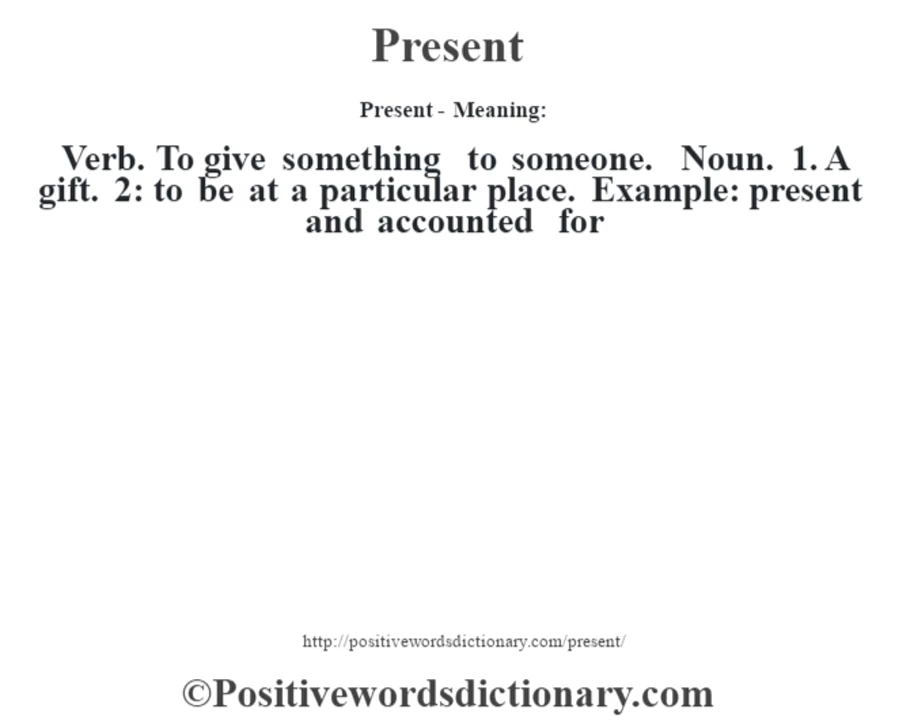 Present
Present - Meaning:
Verb. To give something to someone. Noun. 1. A
gift. 2: to be at a particular place. Example: present
and accounted for
http://positivewordsdictionary.com/present/
©Positivewordsdictionary.com